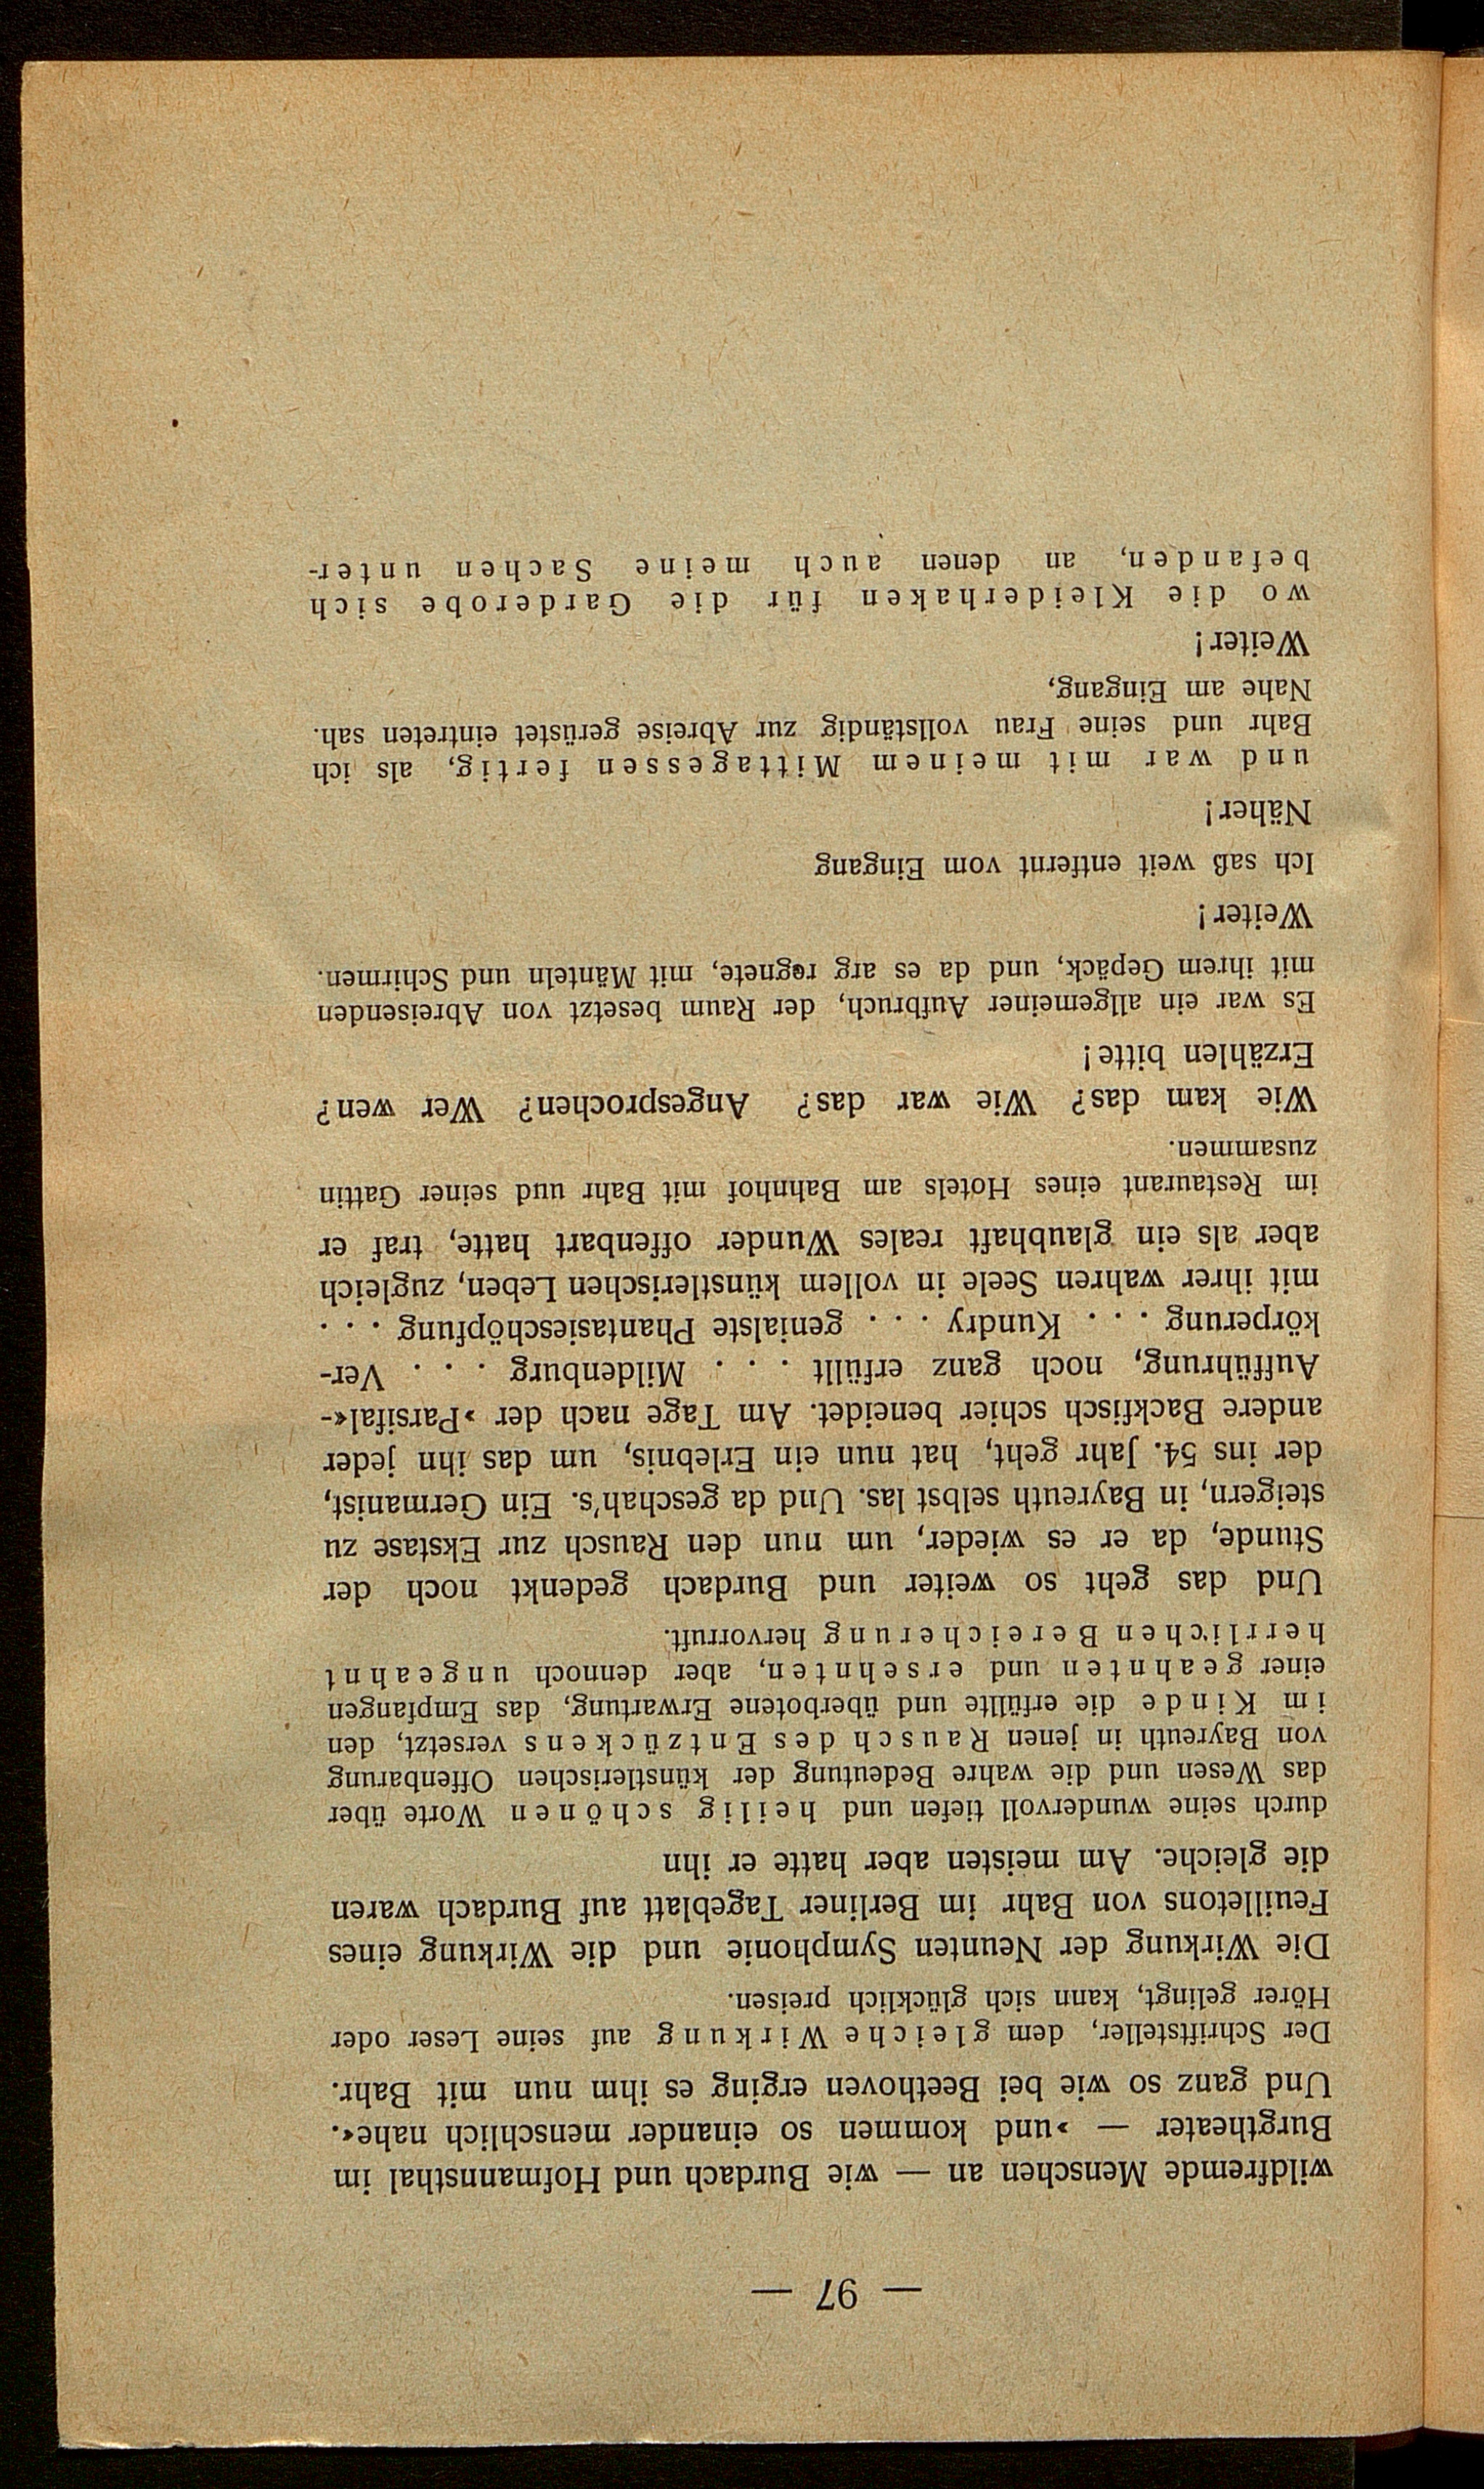 — 97 —
wildfremde Menschen an — wie Burdach und Hofmannsthal im
Burgtheater — »und kommen so einander menschlich nahe«.
Und ganz so wie bei Beethoven erging es ihm nun mit Bahr.
Der Schriftsteller, dem gleiche Wirkung auf seine Leser oder
Hörer gelingt, kann sich glücklich preisen.
Die Wirkung der Neunten Symphonie und die Wirkung eines
Feuilletons von Bahr im Berliner Tageblatt auf Burdach waren
die gleiche. Am meisten aber hatte er ihn
durch seine wundervoll tiefen und heilig schönen Worte über
das Wesen und die wahre Bedeutung der künstlerischen Offenbarung
von Bayreuth in jenen Rausch des Entzückens versetzt, den
im Kinde die erfüllte und überbotene Erwartung, das Empfangen
einer geahnten und ersehnten, aber dennoch ungeahnt
herrlichen Bereicherung hervorruft.
Und das geht so weiter und Burdach gedenkt noch der
Stunde, da er es wieder, um nun den Rausch zur Ekstase zu
steigern, in Bayreuth selbst las. Und da geschah's. Ein Germanist,
der ins 54. Jahr geht, hat nun ein Erlebnis, um das ihn jeder
andere Backfisch schier beneidet. Am Tage nach der »Parsifal«-
Aufführung, noch ganz erfüllt . . . Mildenburg . . . Ver-
körperung . . . Kundry . . . genialste Phantasieschöpfung . . .
mit ihrer wahren Seele in vollem künstlerischen Leben, zugleich
aber als ein glaubhaft reales Wunder offenbart hatte, traf er
im Restaurant eines Hotels am Bahnhof mit Bahr uud seiner Gattin
zusammen.
Wie kam das? Wie war das? Angesprochen? Wer wen?
Erzählen bitte!
Es war ein allgemeiner Aufbruch, der Raum besetzt von Abreisenden
mit ihrem Gepäck, und da es arg regnete, mit Mänteln und Schirmen.
Weiter!
Ich saß weit entfernt vom Eingang
Näher!
und war mit meinem Mittagessen fertig, als ich
Bahr und seine Frau vollständig zur Abreise gerüstet eintreten sah.
Nahe am Eingang,
Weiter!
wo die Kleiderhaken für die Garderobe sich
befanden, an denen auch meine Sachen unter-